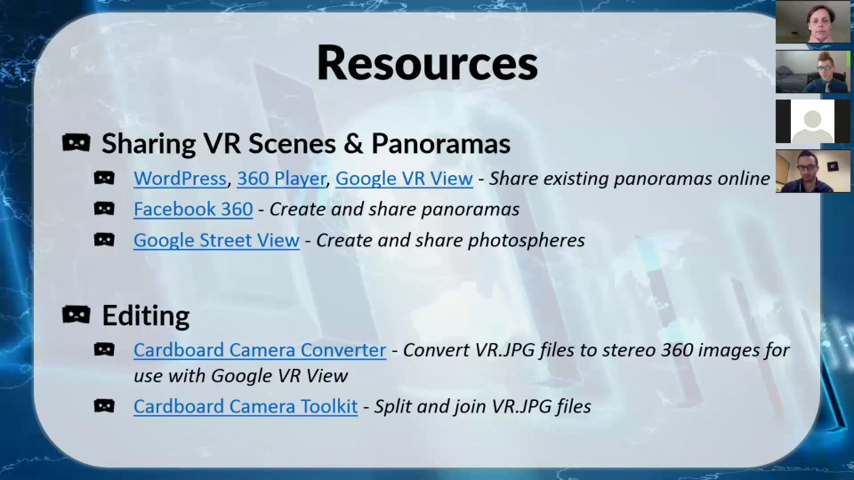 Resources
Sharing VR Scenes & Panoramas
WordPress, 360 Player, Google VR View - Share existing panoramas online
Facebook 360 - Create and share panoramas
Google Street View - Create and share photospheres
Editing
Cardboard Camera Converter - Convert VR.JPG files to stereo 360 images for
use with Google VR View
Cardboard Camera Toolkit - Split and join VR.JPG files